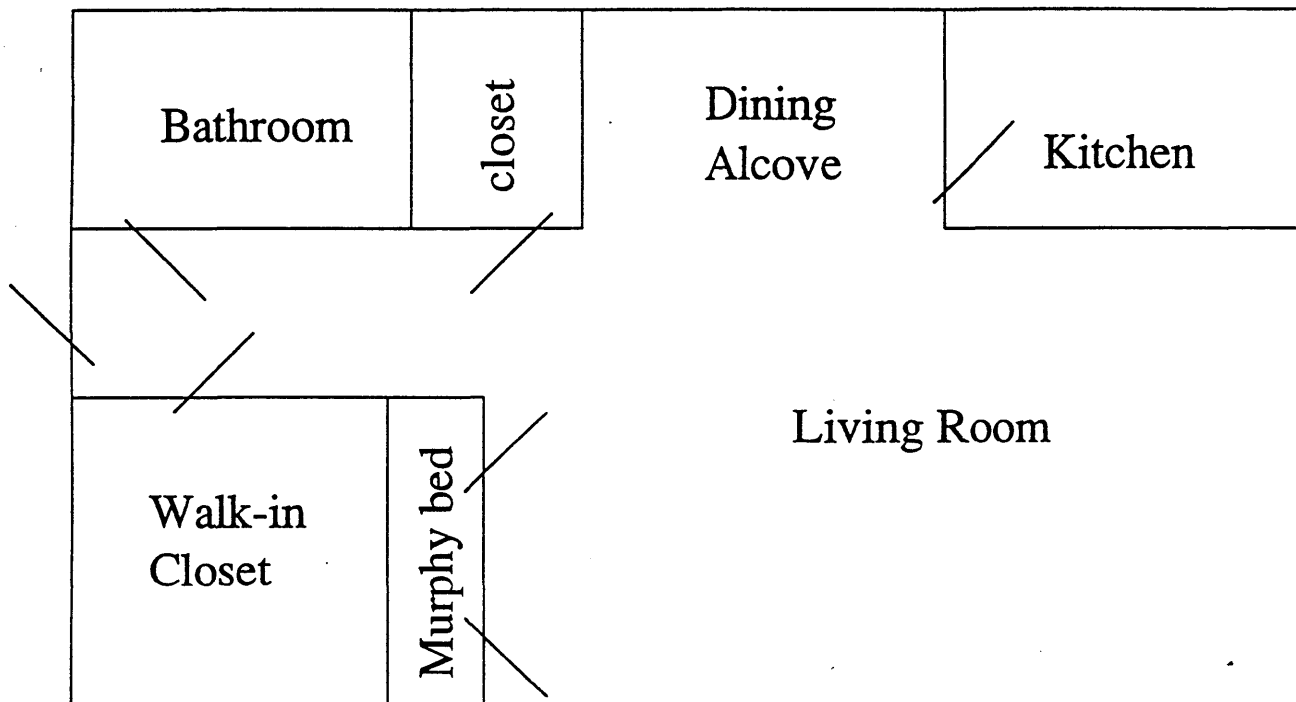 Bathroom
closet
Dining
Alcove
Kitchen
Living Room
Walk-in
Closet
Murphy bed